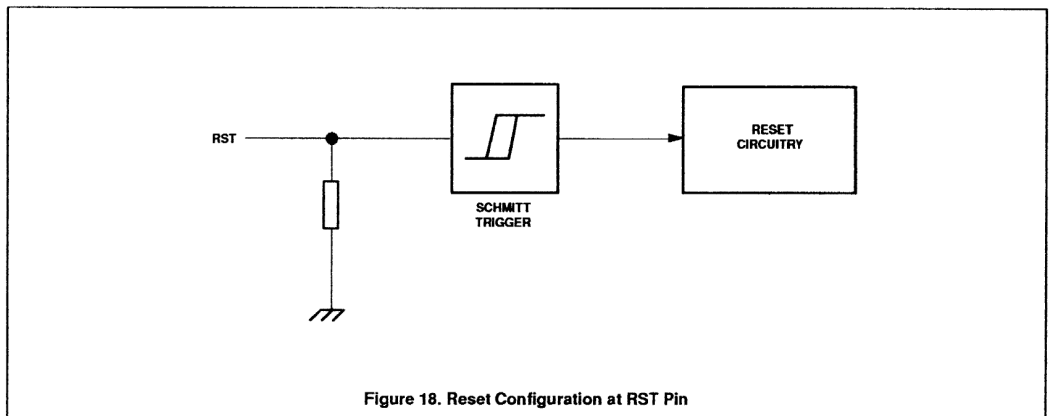 RST
SCHMITT
TRIGGER
RESET
CIRCUITRY
Figure 18. Reset Configuration at RST Pin